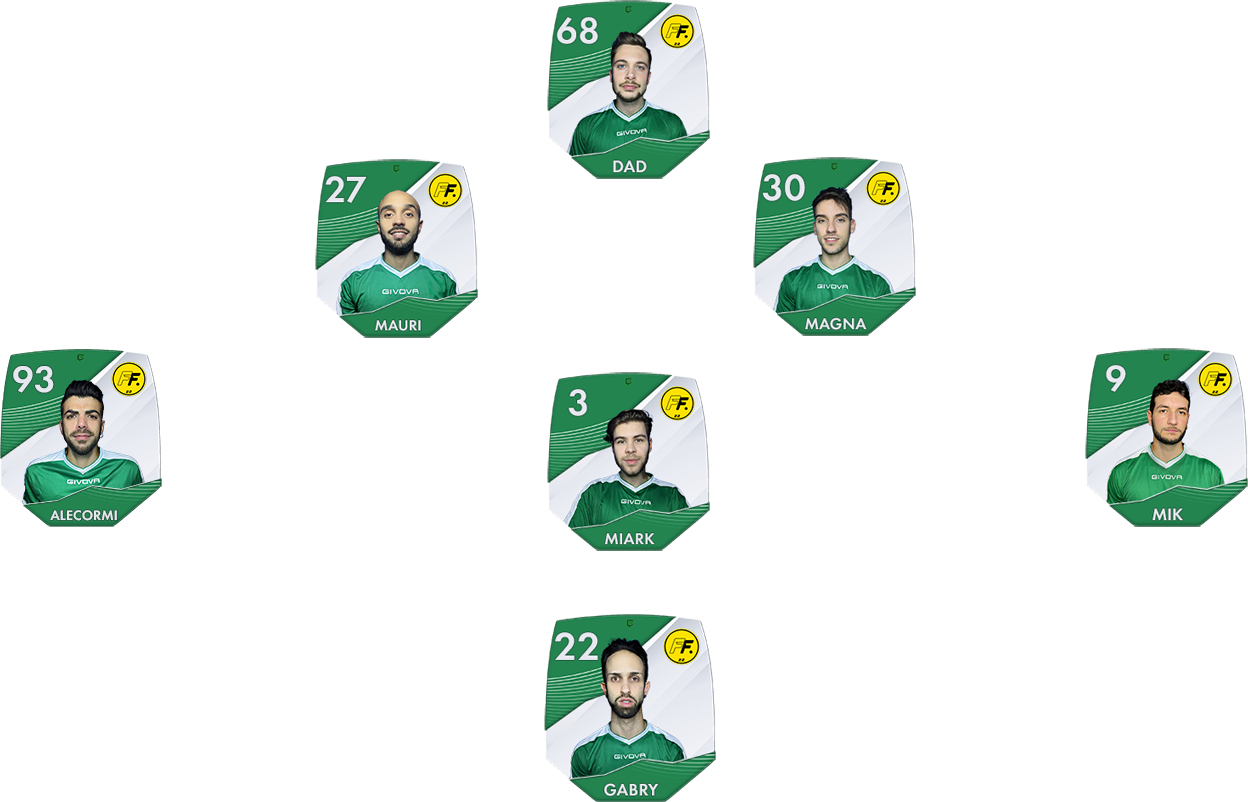 68
FF.
GIVOVA
DAD
27
FF.
GIVOVA
MAURI
30
FF.
GIVOVA
MAGNA
93
FF.
GIVOVA
ALECORMI
3
FF.
GIVOVA
MIARK
9
FF.
GIVOVA
MIK
22
FF.
GIVOVA
GABRY